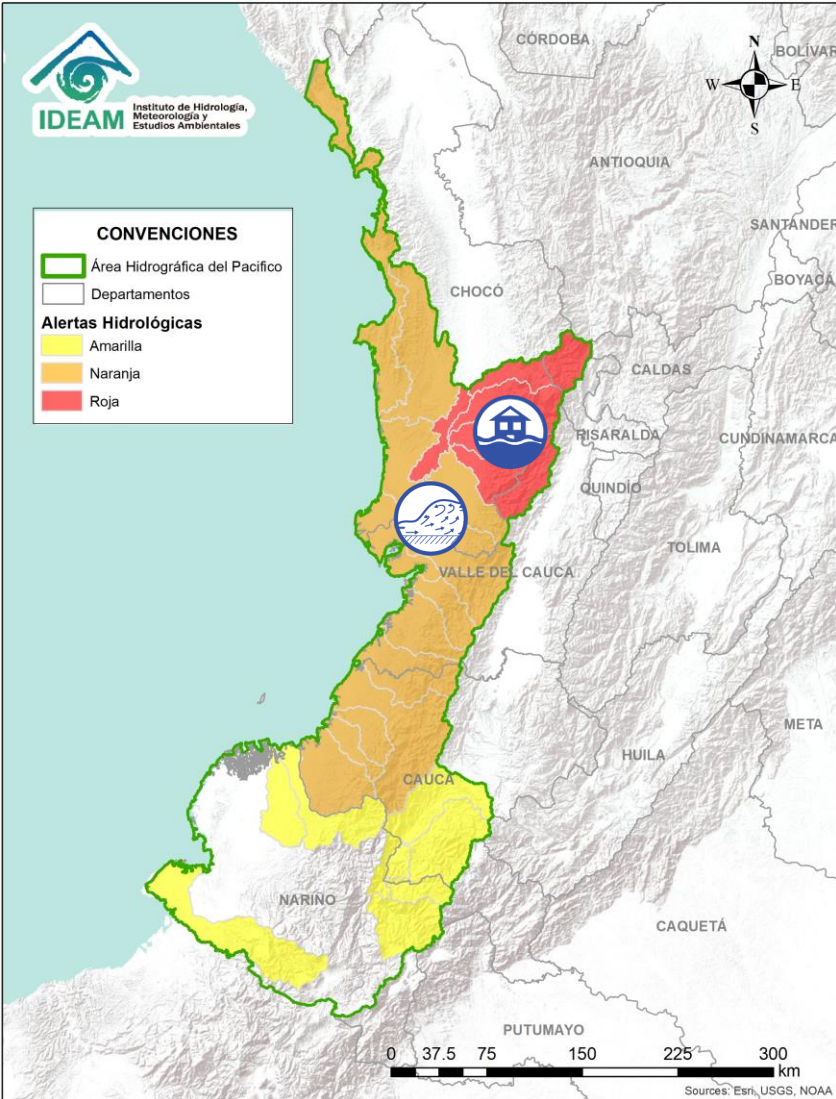 IDEAM
Instituto de Hidrología,
Meteorología y
Estudios Ambientales
CONVENCIONES
Área Hidrográfica del Pacifico
Departamentos
Alertas Hidrológicas
Amarilla
Naranja
Roja
N
W
E
S
CÓRDOBA
BOLÍVAR
ANTIOQUIA
SANTANDER
BOYACÁ
CHOCÓ
CALDAS
RISARALDA
CUNDINAMARCA
QUINDÍO
TOLIMA
VALLE DEL CAUCA
META
HUILA
CAUCA
NARIÑO
CAQUETÁ
PUTUMAYO
0 37.5 75 150 225 300
km
Sources: Esri, USGS, NOAA